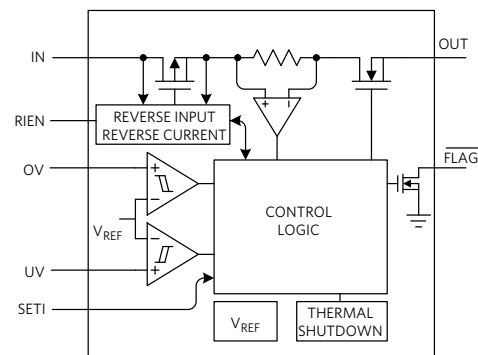 IN
OUT
RIEN
REVERSE INPUT
REVERSE CURRENT
+ −
OV
+
−
FLAG
VREF
CONTROL
LOGIC
−
+
UV
SETI
VREF
THERMAL
SHUTDOWN